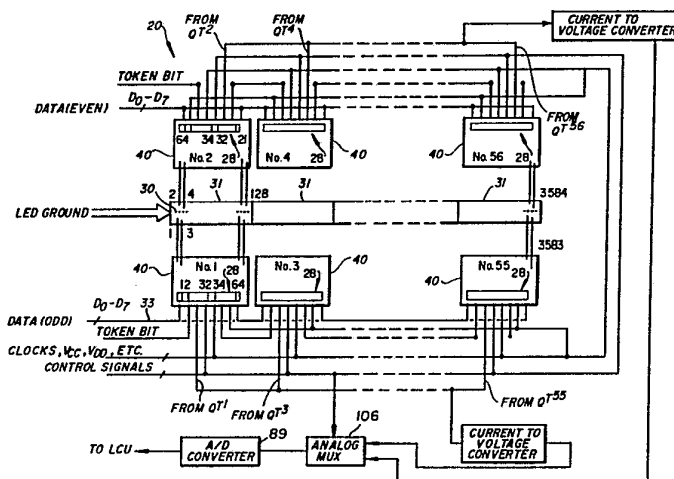 20
FROM QT2
FROM QT4
CURRENT TO
VOLTAGE CONVERTER
TOKEN BIT
DATA(EVEN) D0-D7
FROM QT56
64 34 32 21
40 No.2 28
No.4 28 40
40 No.56 28
2 4 128 31 31 31 3584
30
LED GROUND
1 3 3583
40 No.1 28
12 32 34 64
No.3 28 40
No.55 40 28
D0-D7 33
DATA(ODD)
TOKEN BIT
CLOCKS, VCC, VDD, ETC.
CONTROL SIGNALS
FROM QT1
FROM QT3
FROM QT55
TO LCU
A/D
CONVERTER
89
ANALOG
MUX
106
CURRENT TO
VOLTAGE
CONVERTER